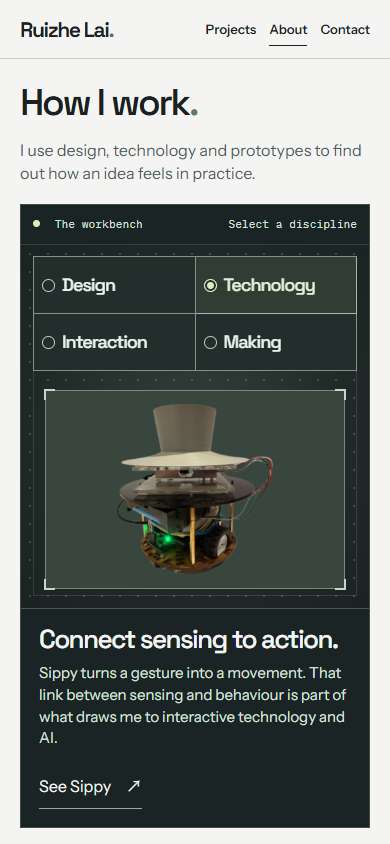 Ruizhe Lai.
Projects About Contact
How I work.
I use design, technology and prototypes to find
out how an idea feels in practice.
The workbench
Select a discipline
Design
Technology
Interaction
Making
Connect sensing to action.
Sippy turns a gesture into a movement. That
link between sensing and behaviour is part of
what draws me to interactive technology and
AI.
See Sippy ↗